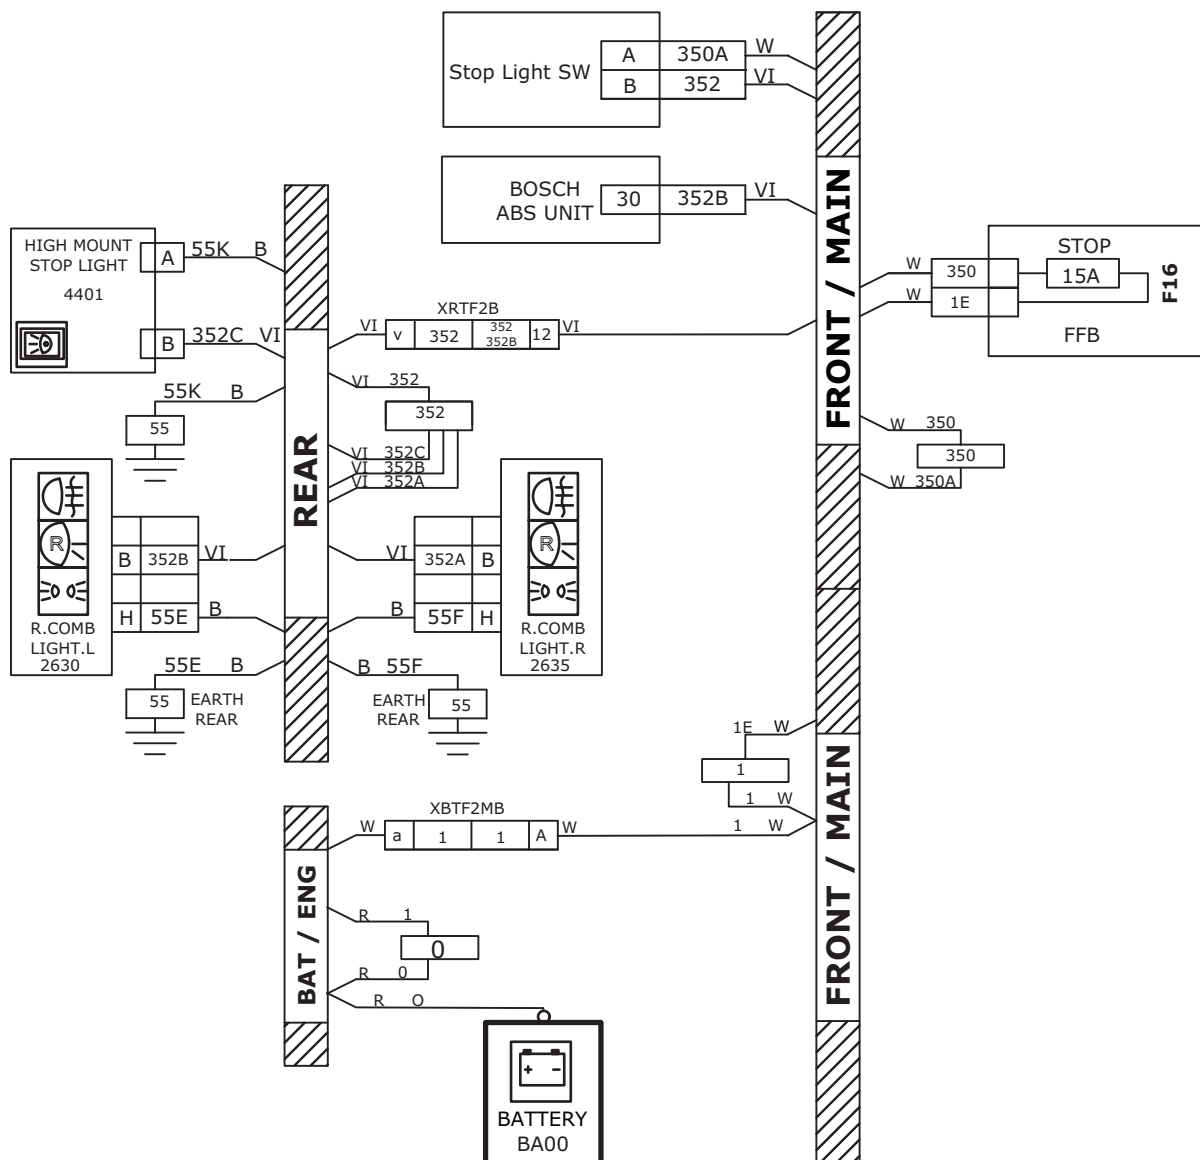 Stop Light SW
A 350A W
B 352 VI
BOSCH
ABS UNIT
30 352B VI
FRONT / MAIN
HIGH MOUNT
STOP LIGHT
4401
A 55K B
B 352C VI
STOP
15A
F16
FFB
W 350
W 1E
XRTF2B
VI v 352 352 12 VI
352B
55K B
55
VI 352
352
VI 352C
VI 352B
VI 352A
W 350
350
W 350A
REAR
R
B 352B VI
H 55E B
R.COMB
LIGHT.L
2630
R
VI 352A B
B 55F H
R.COMB
LIGHT.R
2635
55E B
55
EARTH
REAR
B 55F
EARTH
REAR
55
1E W
1
1 W
1 W
XBTF2MB
W a 1 1 A W
FRONT / MAIN
BAT / ENG
R 1
0
R 0
R O
+ -
BATTERY
BA00